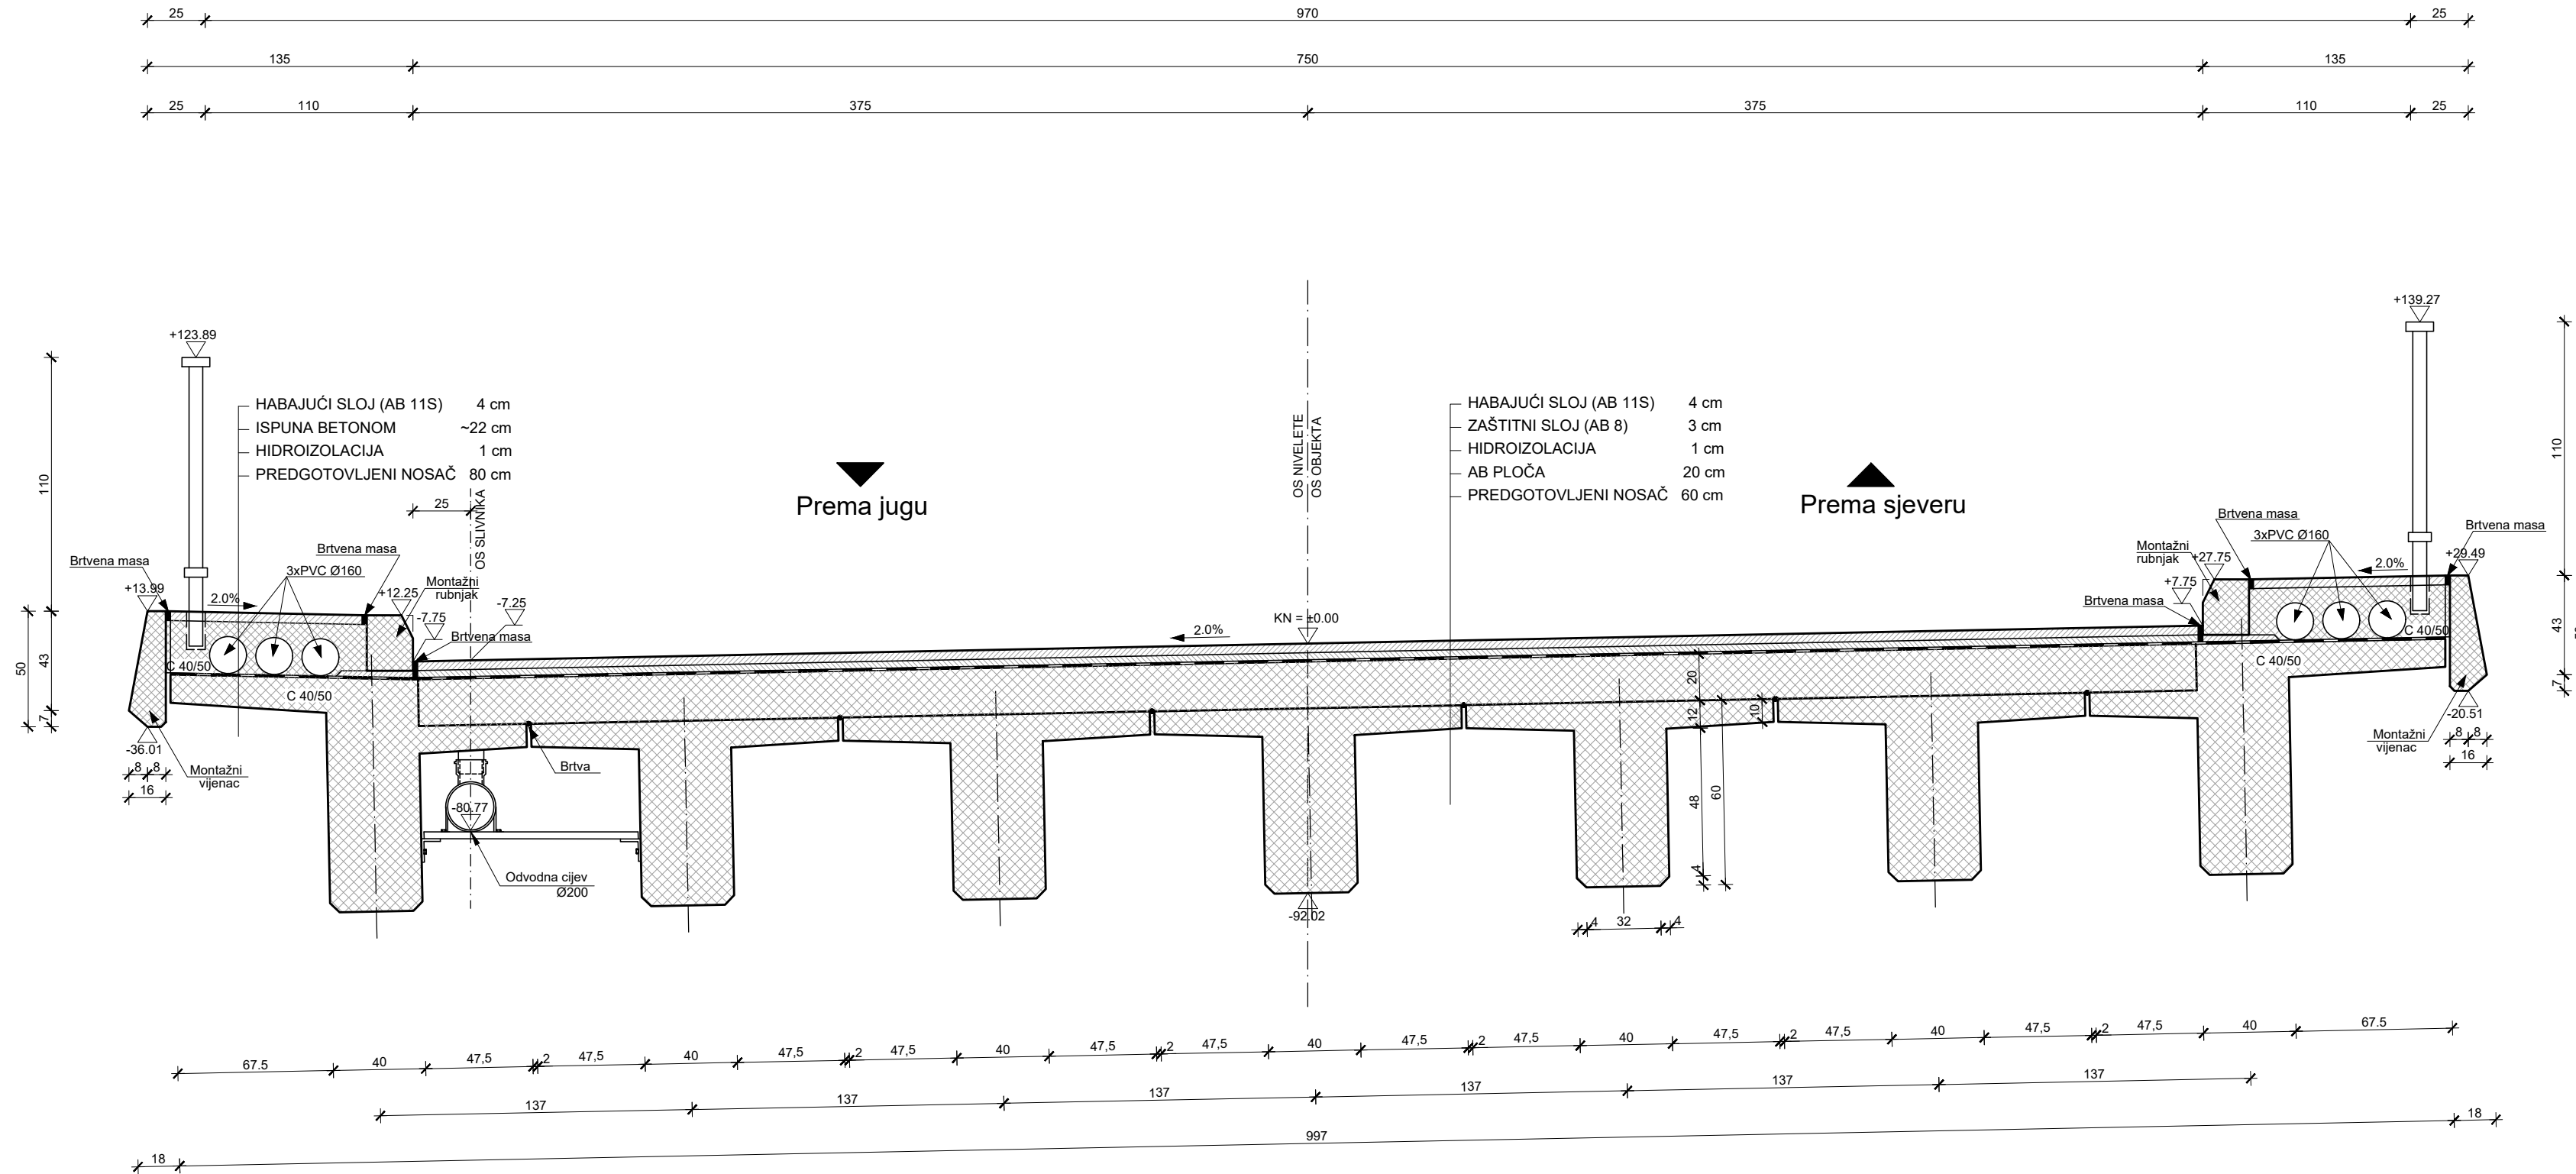 25 970 25
135 750 135
25 110 375 375 110 25
+123.89
+139.27
HABAJUĆI SLOJ (AB 11S) 4 cm
ISPUNA BETONOM ~22 cm
HIDROIZOLACIJA 1 cm
PREDGOTOVLJENI NOSAČ 80 cm
HABAJUĆI SLOJ (AB 11S) 4 cm
ZAŠTITNI SLOJ (AB 8) 3 cm
HIDROIZOLACIJA 1 cm
AB PLOČA 20 cm
PREDGOTOVLJENI NOSAČ 60 cm
OS NIVELETE
OS OBJEKTA
Prema jugu
Prema sjeveru
110
110
25
OS SLIVNIKA
Brtvena masa
Brtvena masa
3xPVC Ø160
Montažni
rubnjak
+13.99
2.0%
+12.25
-7.75
-7.25
Brtvena masa
2.0%
KN = ±0.00
Brtvena masa
Brtvena masa
3xPVC Ø160
Montažni
rubnjak
+27.75
+7.75
2.0%
+29.49
Brtvena masa
50
43
7
43
7
C 40/50
C 40/50
C 40/50
C 40/50
-36.01
8 8
16
Montažni
vijenac
Brtva
-80.77
Odvodna cijev
Ø200
20
12
10
48
60
4
4 32 4
-92.02
-20.51
8 8
16
Montažni
vijenac
67.5 40 47,5 2 47,5 40 47,5 2 47,5 40 47,5 2 47,5 40 47,5 2 47,5 40 47,5 2 47,5 40 47,5 2 47,5 40 67.5
137 137 137 137 137 137
18 997 18